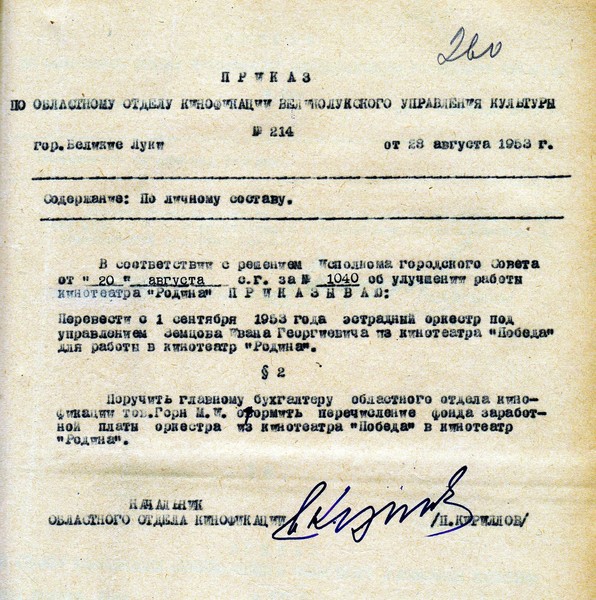 260
ПРИКАЗ
ПО ОБЛАСТНОМУ ОТДЕЛУ КИНОФИКАЦИИ ВЕЛИКОЛУКСКОГО УПРАВЛЕНИЯ КУЛЬТУРЫ
№ 214
гор.Великие Луки от 28 августа 1953 г.
Содержание: По личному составу.
В соответствии с решением Исполкома городского Совета
от " 20 " августа с.г. за № 1040 об улучшении работы
кинотеатра "Родина" ПРИКАЗЫВАЮ:
Перевести с 1 сентября 1953 года эстрадный оркестр под
управлением Земцова Ивана Георгиевича из кинотеатра "Победа"
для работы в кинотеатр "Родина".
§ 2
Поручить главному бухгалтеру областного отдела кино-
фикации тов.Горн М.И. оформить перечисление фонда заработ-
ной платы оркестра из кинотеатра "Победа" в кинотеатр
"Родина".
НАЧАЛЬНИК
ОБЛАСТНОГО ОТДЕЛА КИНОФИКАЦИИ /П.КИРИЛЛОВ/